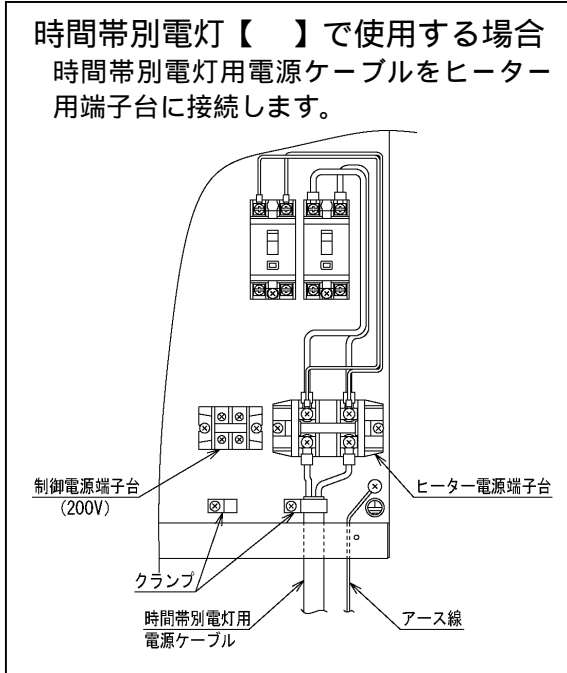 時間帯別電灯【　】で使用する場合
時間帯別電灯用電源ケーブルをヒーター
用端子台に接続します。
制御電源端子台
(200V)
ヒーター電源端子台
クランプ
時間帯別電灯用
電源ケーブル
アース線